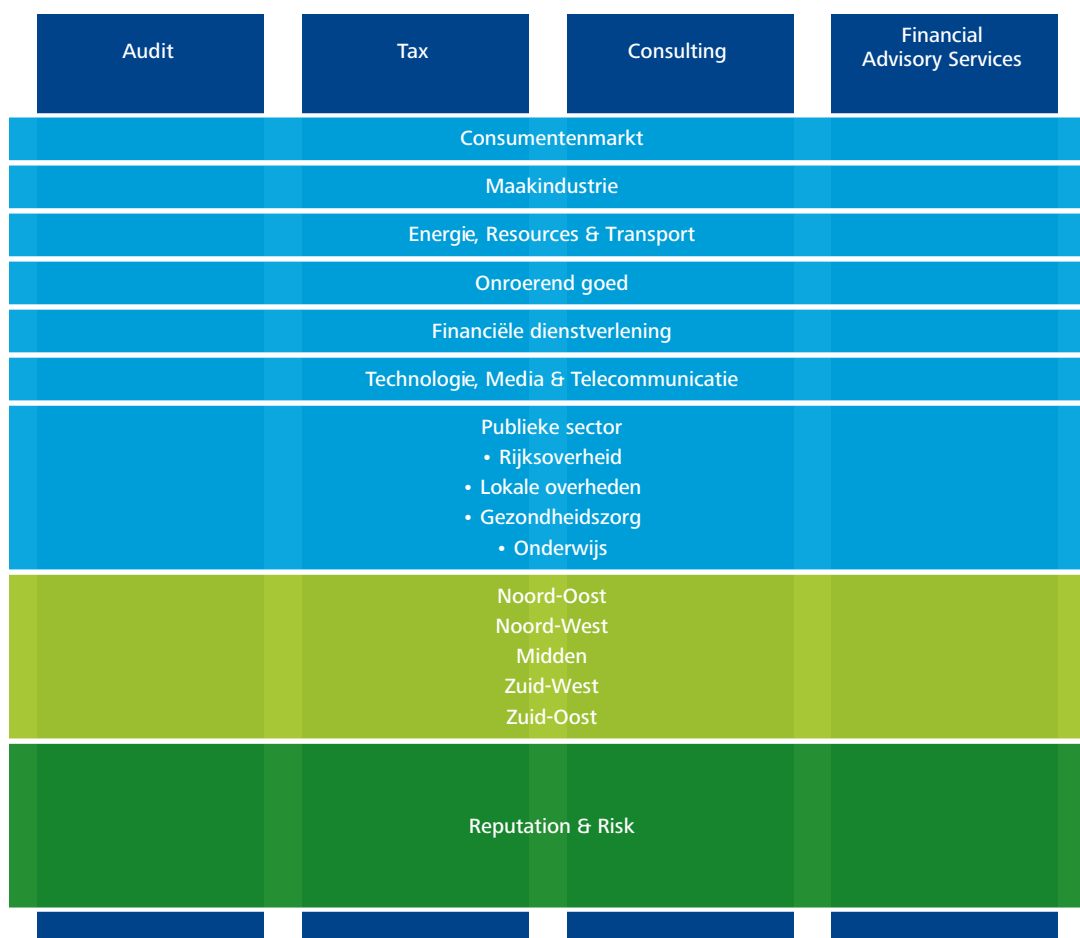 Audit
Tax
Consulting
Financial
Advisory Services
Consumentenmarkt
Maakindustrie
Energie, Resources & Transport
Onroerend goed
Financiële dienstverlening
Technologie, Media & Telecommunicatie
Publieke sector
• Rijksoverheid
• Lokale overheden
• Gezondheidszorg
• Onderwijs
Noord-Oost
Noord-West
Midden
Zuid-West
Zuid-Oost
Reputation & Risk